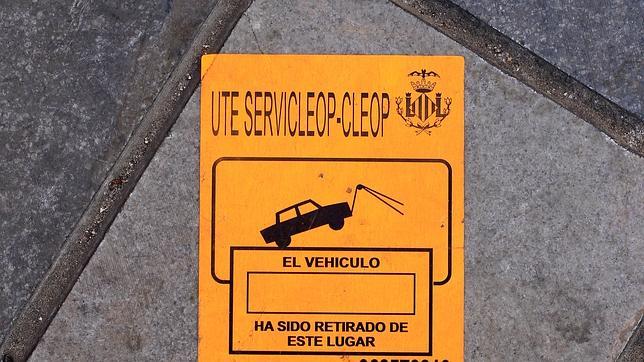 UTE SERVICLEOP-CLEOP
EL VEHICULO
HA SIDO RETIRADO DE
ESTE LUGAR